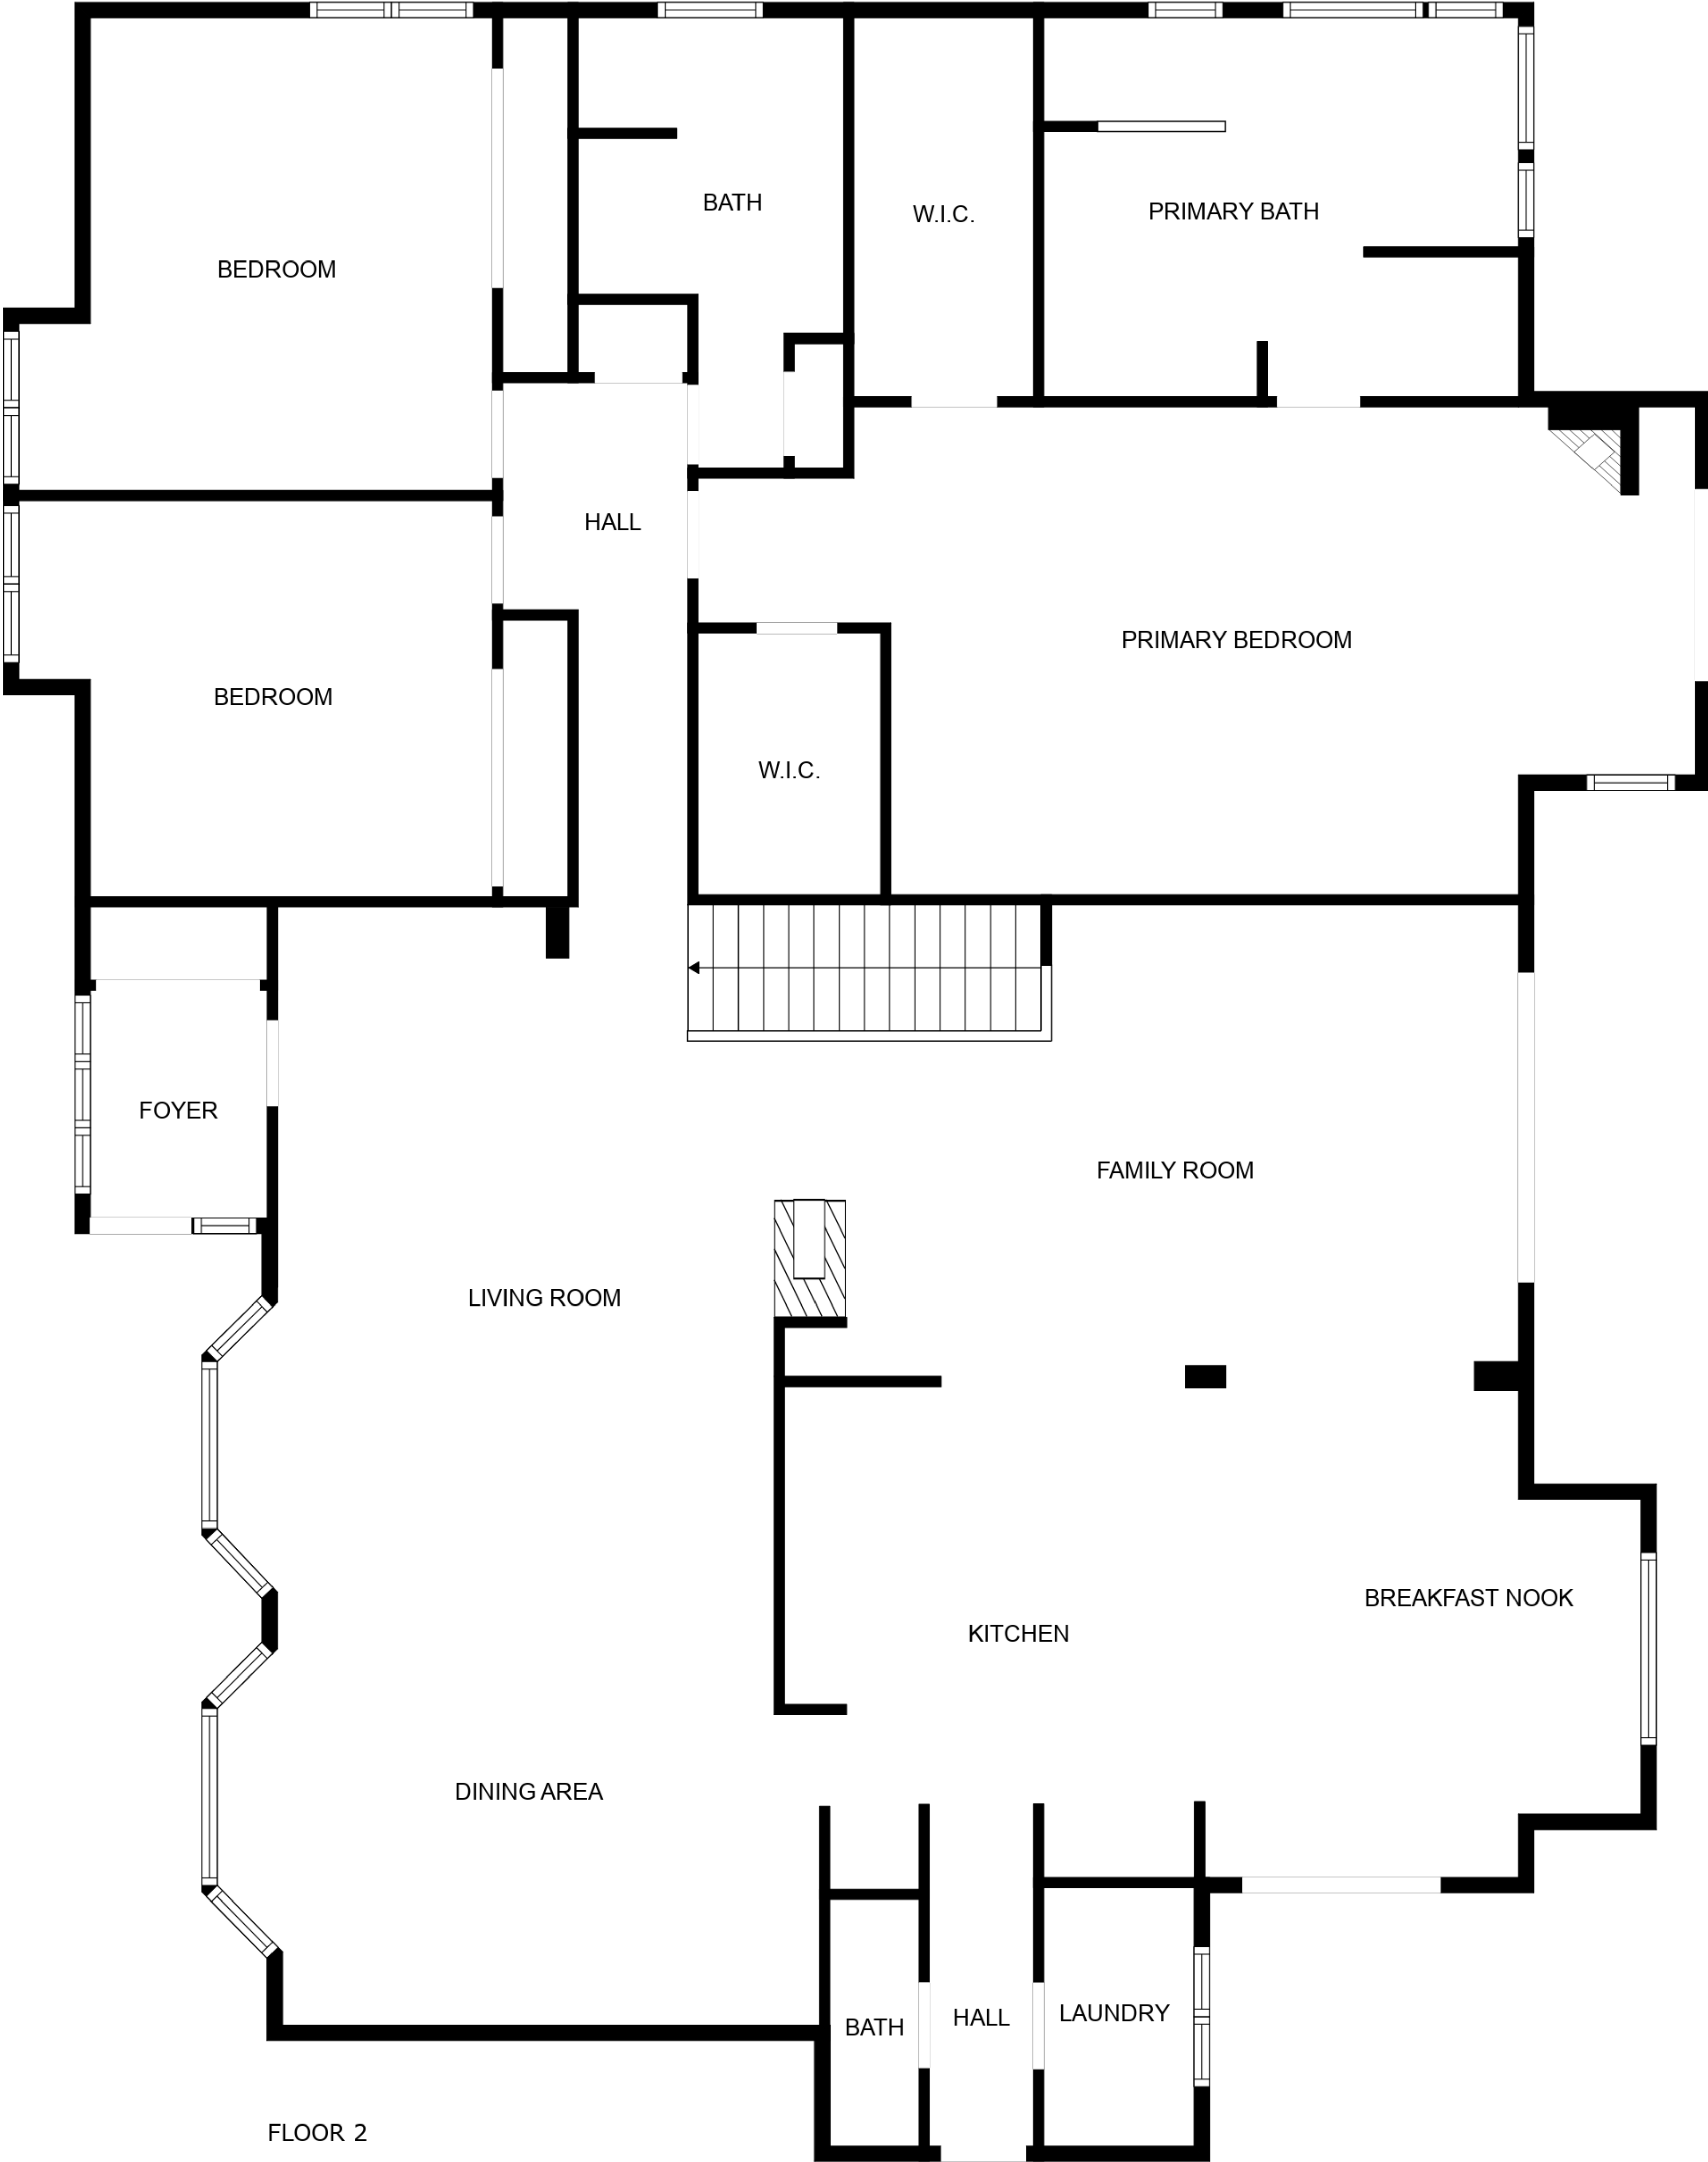 BATH
PRIMARY BATH
W.I.C.
BEDROOM
HALL
PRIMARY BEDROOM
BEDROOM
W.I.C.
FOYER
FAMILY ROOM
LIVING ROOM
BREAKFAST NOOK
KITCHEN
DINING AREA
BATH
HALL
LAUNDRY
FLOOR 2